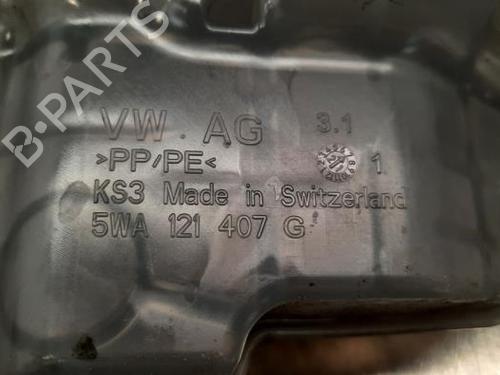 B-PARTS
VW AG 3.1
>PP/PE< 1
KS3 Made in Switzerland
5WA 121 407 G